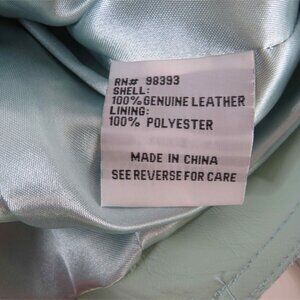 RN# 98393
SHELL:
100% GENUINE LEATHER
LINING:
100% POLYESTER
MADE IN CHINA
SEE REVERSE FOR CARE